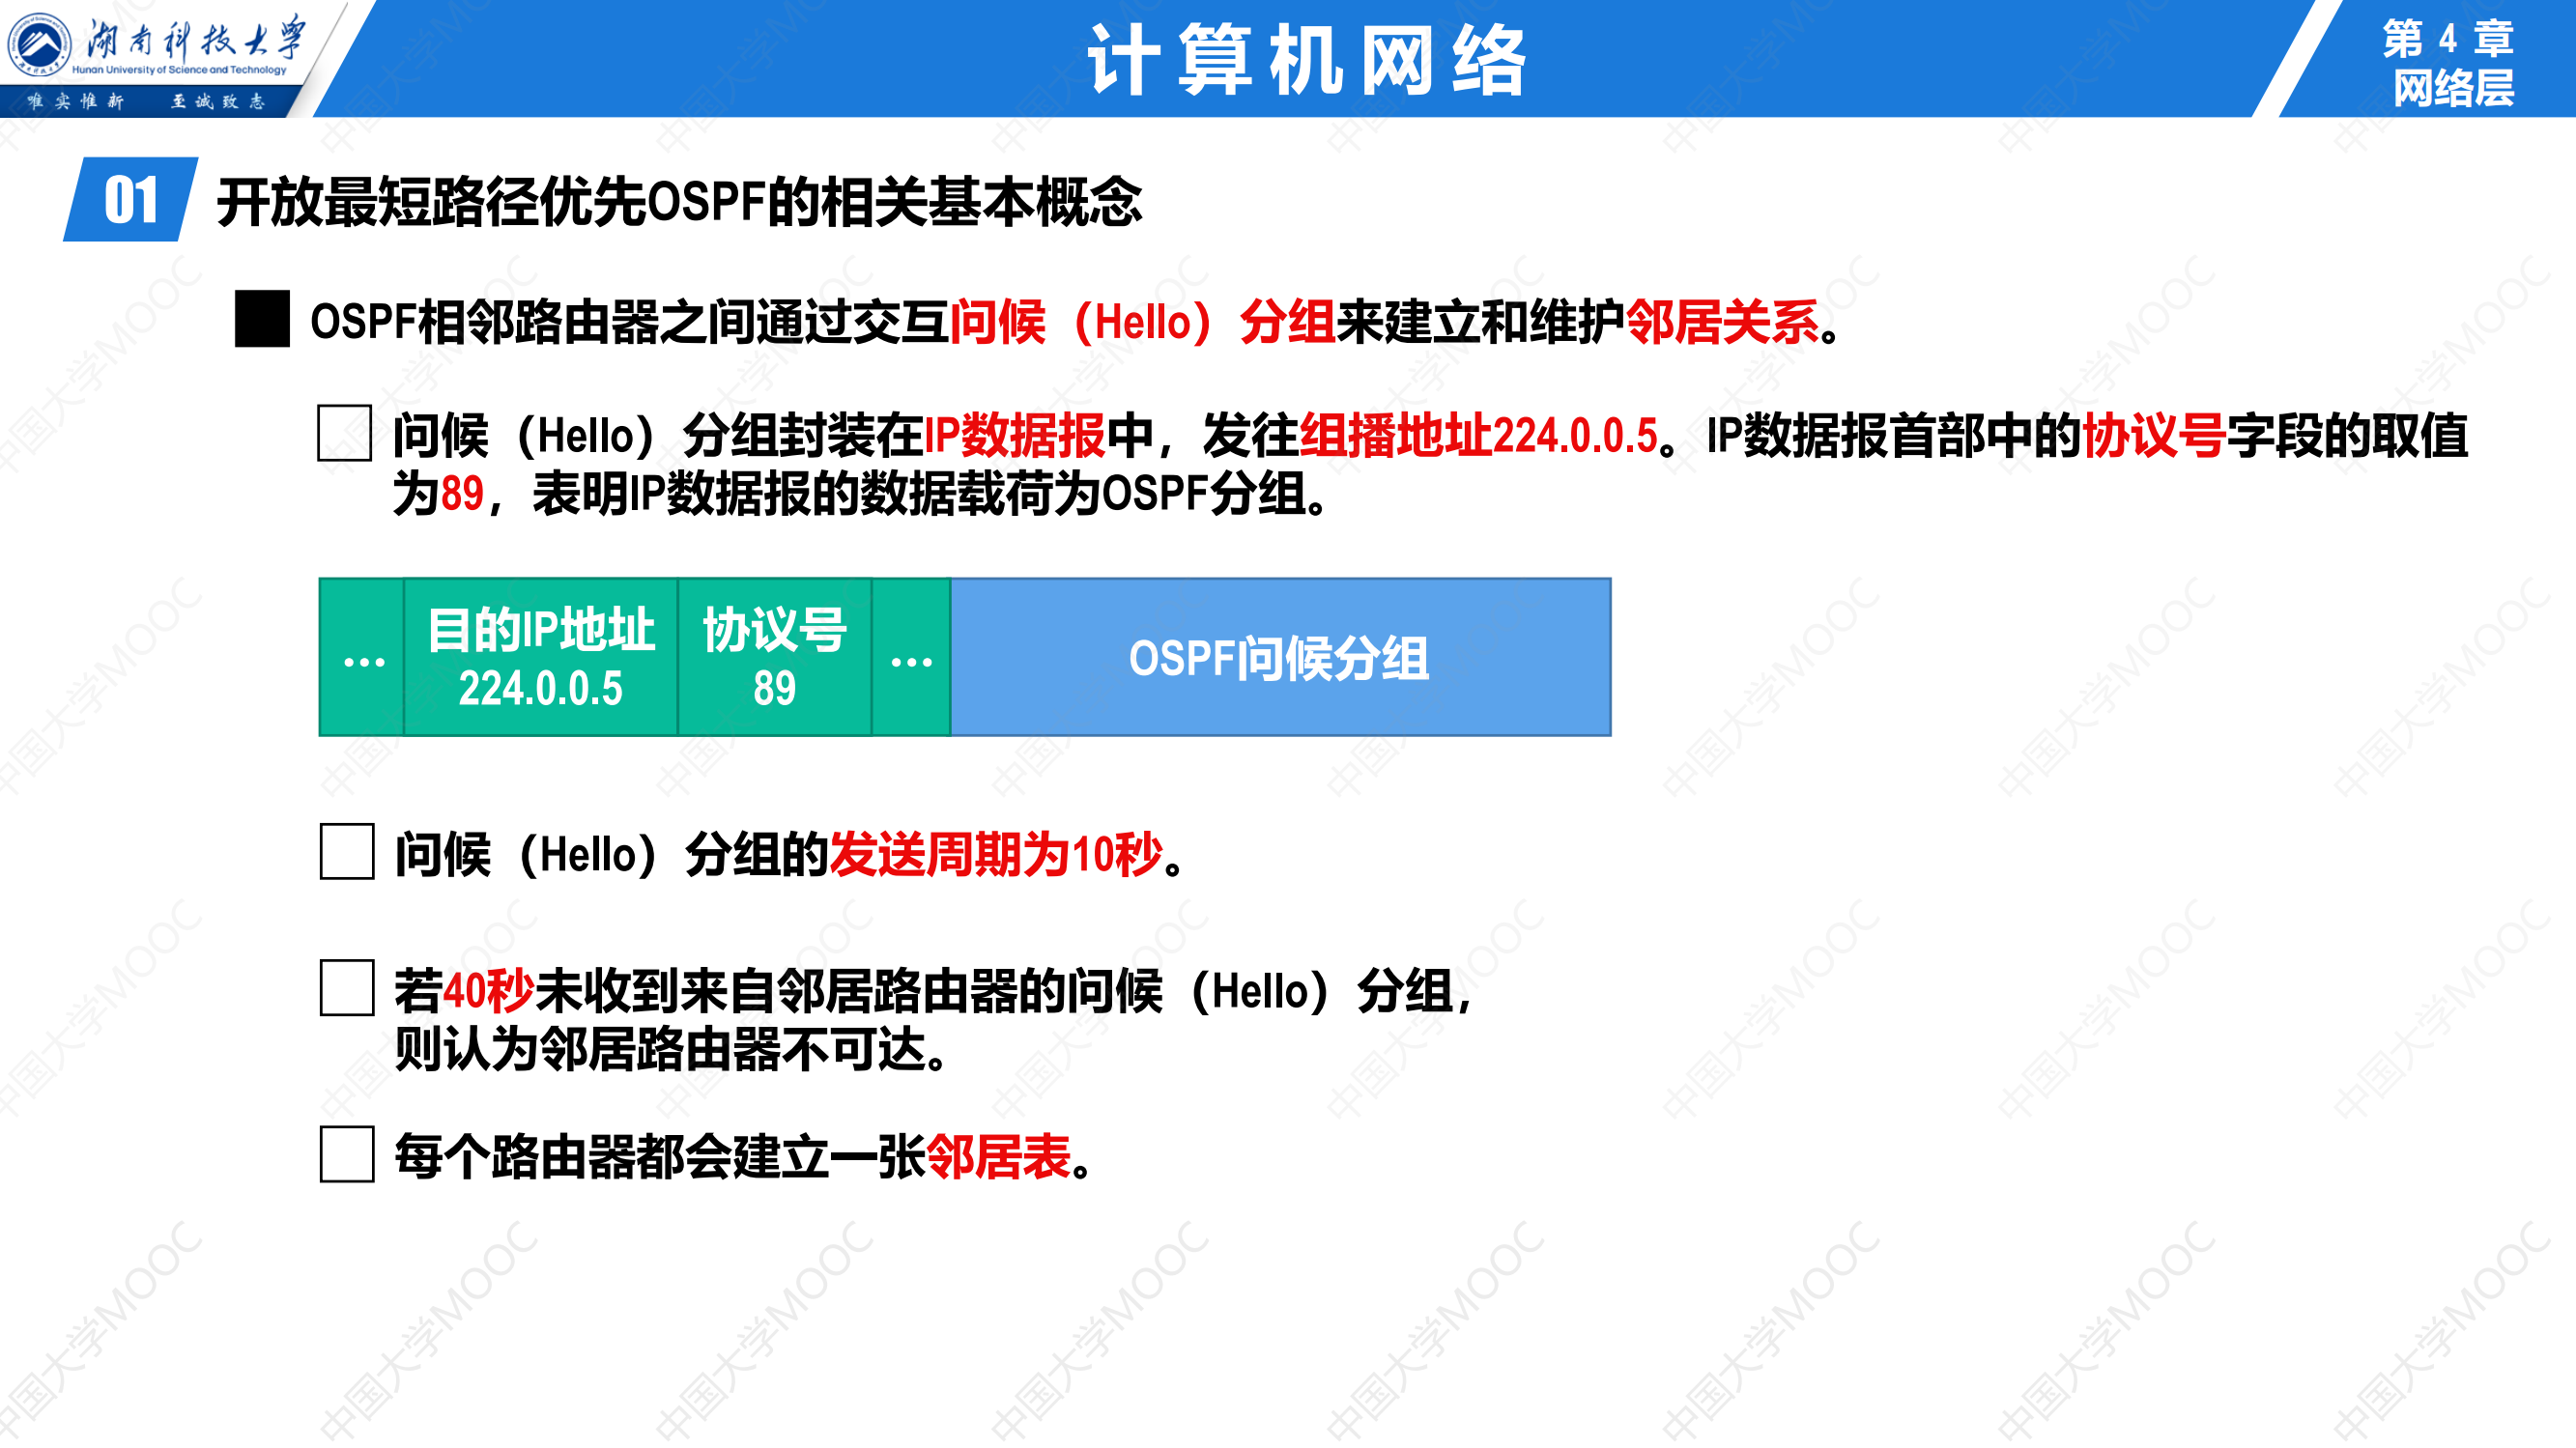 湖南科技大学
Hunan University of Science and Technology
唯实惟新 至诚致志
计算机网络
第 4 章
网络层
01 开放最短路径优先OSPF的相关基本概念
OSPF相邻路由器之间通过交互问候（Hello）分组来建立和维护邻居关系。
问候（Hello）分组封装在IP数据报中，发往组播地址224.0.0.5。IP数据报首部中的协议号字段的取值
为89，表明IP数据报的数据载荷为OSPF分组。
… 目的IP地址 协议号 … OSPF问候分组
224.0.0.5 89
问候（Hello）分组的发送周期为10秒。
若40秒未收到来自邻居路由器的问候（Hello）分组，
则认为邻居路由器不可达。
每个路由器都会建立一张邻居表。
中国大学MOOC